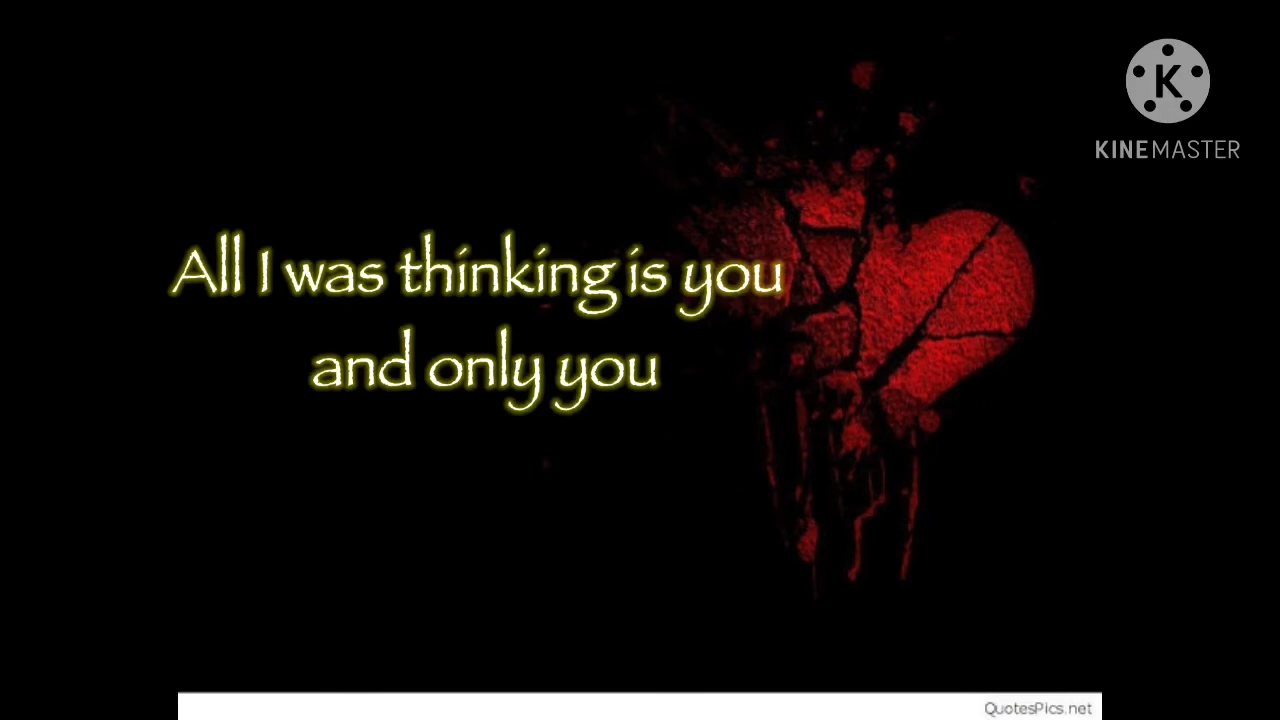 K
KINEMASTER
All I was thinking is you
and only you
QuotesPics.net